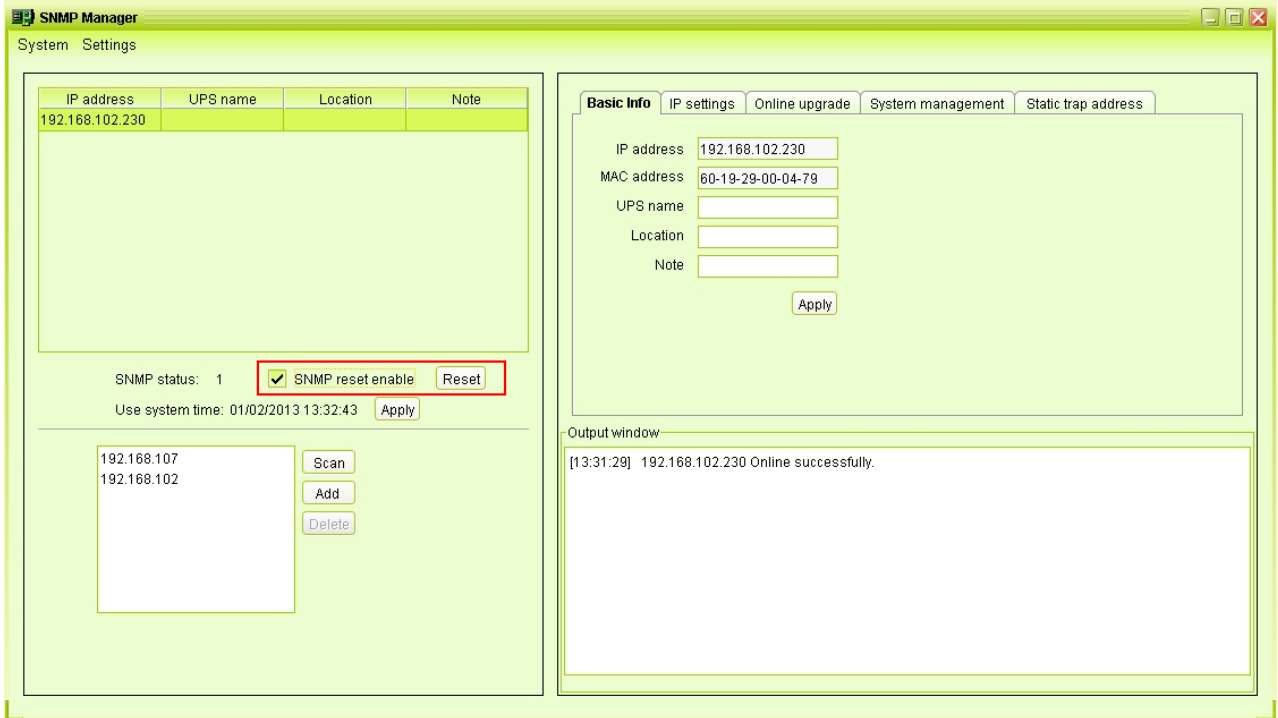 SNMP Manager
System Settings
IP address UPS name Location Note
192.168.102.230
SNMP status: 1 SNMP reset enable Reset
Use system time: 01/02/2013 13:32:43 Apply
192.168.107
192.168.102
Scan
Add
Delete
Basic Info IP settings Online upgrade System management Static trap address
IP address 192.168.102.230
MAC address 60-19-29-00-04-79
UPS name
Location
Note
Apply
Output window
[13:31:29] 192.168.102.230 Online successfully.